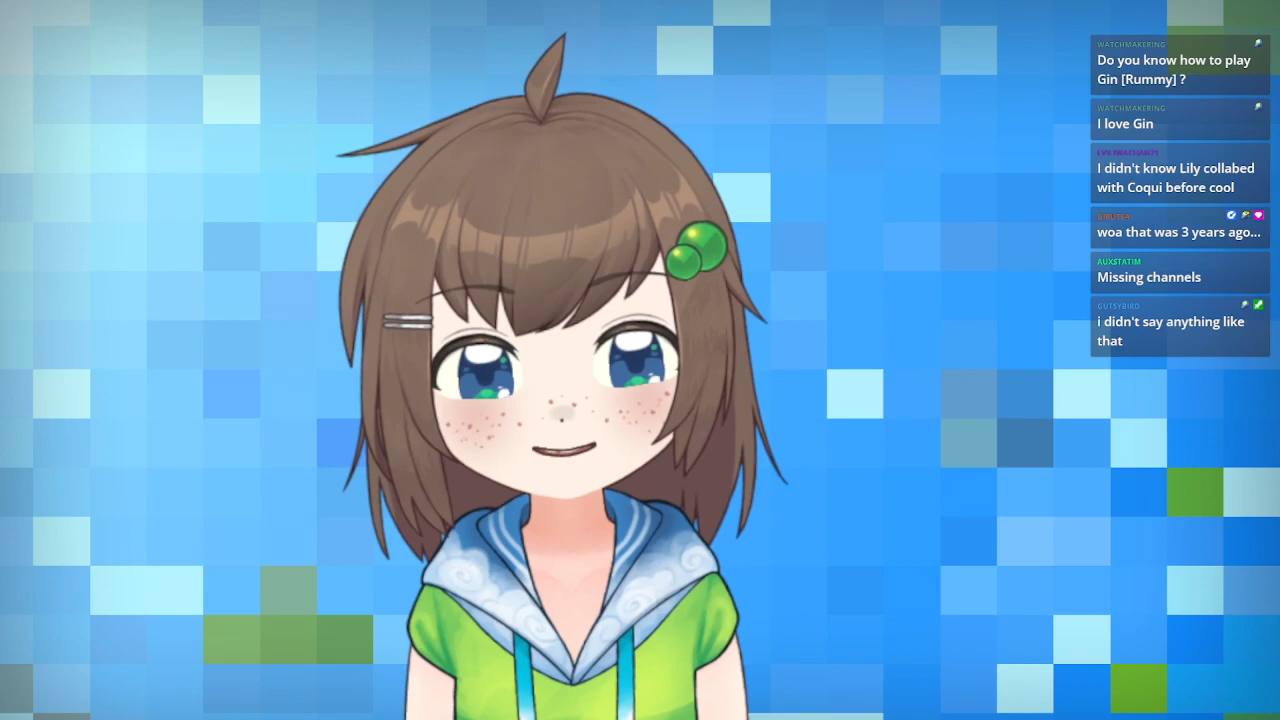 WATCHMAKERING
Do you know how to play
Gin [Rummy] ?
WATCHMAKERING
I love Gin
I didn't know Lily collabed
with Coqui before cool
woa that was 3 years ago...
AUXSTATIM
Missing channels
GUTSYBIRD
i didn't say anything like
that